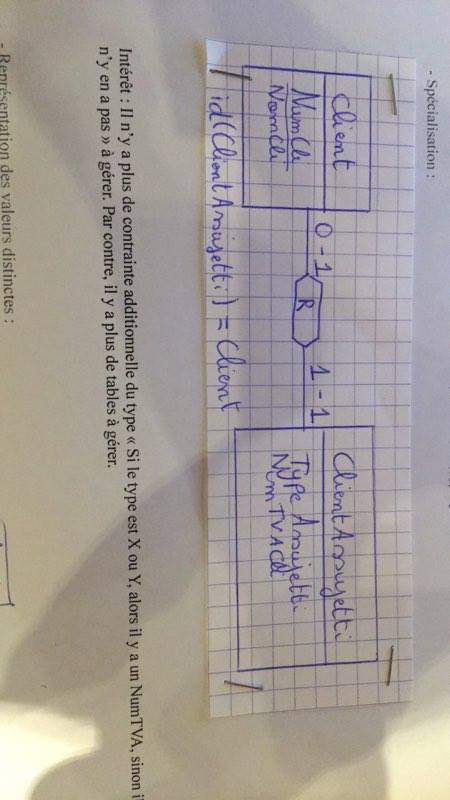 - Spécialisation :
Client
NumCli
NomCli
0 - 1
R
1 - 1
ClientAssujetti
TypeAssujetti
NumTVACli
id(ClientAssujetti) = Client
Intérêt : Il n'y a plus de contrainte additionnelle du type « Si le type est X ou Y, alors il y a un NumTVA, sinon il
n'y en a pas » à gérer. Par contre, il y a plus de tables à gérer.
- Représentation des valeurs distinctes :